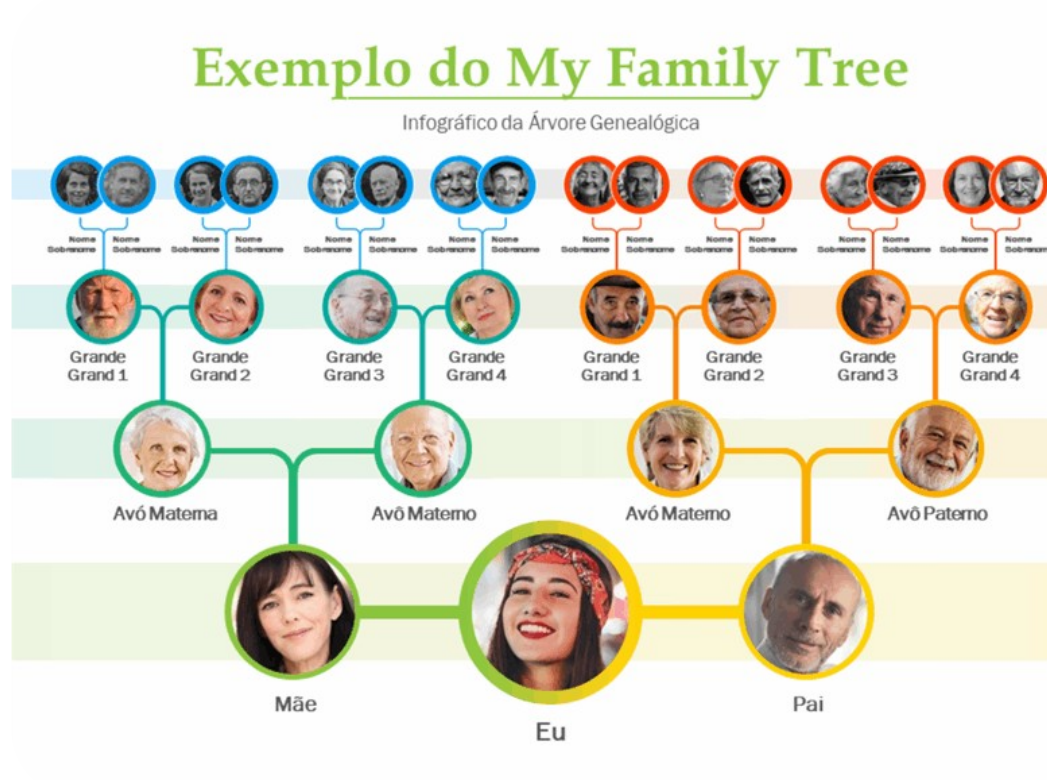 Exemplo do My Family Tree
Infográfico da Árvore Genealógica
Nome Nome Nome Nome Nome Nome Nome Nome Nome Nome Nome Nome Nome Nome Nome Nome
Sobrenome Sobrenome Sobrenome Sobrenome Sobrenome Sobrenome Sobrenome Sobrenome Sobrenome Sobrenome Sobrenome Sobrenome Sobrenome Sobrenome Sobrenome
Grande Grande Grande Grande Grande Grande Grande Grande
Grand 1 Grand 2 Grand 3 Grand 4 Grand 1 Grand 2 Grand 3 Grand 4
Avó Materna Avô Materno Avó Materno Avô Paterno
Mãe Pai
Eu